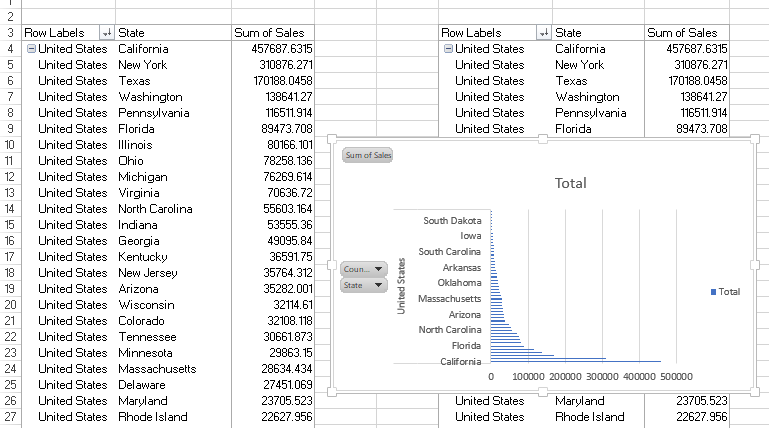 1
2
3 Row Labels State Sum of Sales Row Labels State Sum of Sales
4 United States California 457687.6315 United States California 457687.6315
5 United States New York 310876.271 United States New York 310876.271
6 United States Texas 170188.0458 United States Texas 170188.0458
7 United States Washington 138641.27 United States Washington 138641.27
8 United States Pennsylvania 116511.914 United States Pennsylvania 116511.914
9 United States Florida 89473.708 United States Florida 89473.708
10 United States Illinois 80166.101
11 United States Ohio 78258.136
12 United States Michigan 76269.614
13 United States Virginia 70636.72
14 United States North Carolina 55603.164
15 United States Indiana 53555.36
16 United States Georgia 49095.84
17 United States Kentucky 36591.75
18 United States New Jersey 35764.312
19 United States Arizona 35282.001
20 United States Wisconsin 32114.61
21 United States Colorado 32108.118
22 United States Tennessee 30661.873
23 United States Minnesota 29863.15
24 United States Massachusetts 28634.434
25 United States Delaware 27451.069
26 United States Maryland 23705.523 United States Maryland 23705.523
27 United States Rhode Island 22627.956 United States Rhode Island 22627.956
Sum of Sales
Total
Coun...
State
United States
South Dakota
Iowa
South Carolina
Arkansas
Oklahoma
Massachusetts
Arizona
North Carolina
Florida
California
0 100000 200000 300000 400000 500000
Total